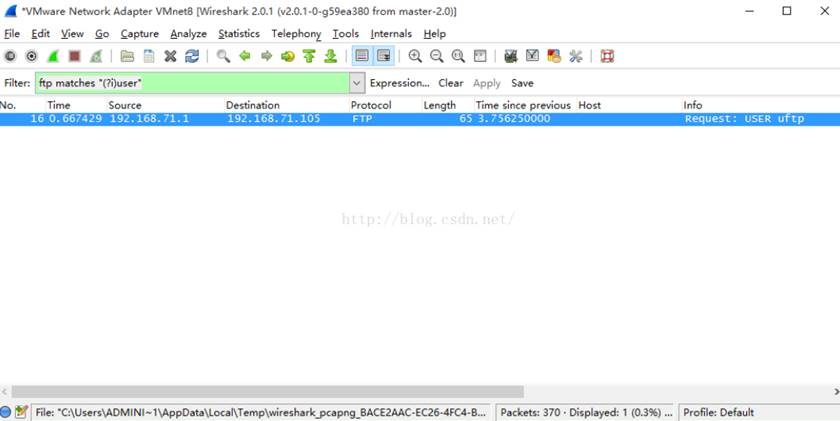 *VMware Network Adapter VMnet8 [Wireshark 2.0.1 (v2.0.1-0-g59ea380 from master-2.0)]
File Edit View Go Capture Analyze Statistics Telephony Tools Internals Help
Filter: ftp matches "(?i)user" Expression... Clear Apply Save
No. Time Source Destination Protocol Length Time since previous Host Info
16 0.667429 192.168.71.1 192.168.71.105 FTP 65 3.756250000 Request: USER uftp
http://blog.csdn.net/
File: "C:\Users\ADMINI~1\AppData\Local\Temp\wireshark_pcapng_BACE2AAC-EC26-4FC4-B... Packets: 370 · Displayed: 1 (0.3%) ... Profile: Default